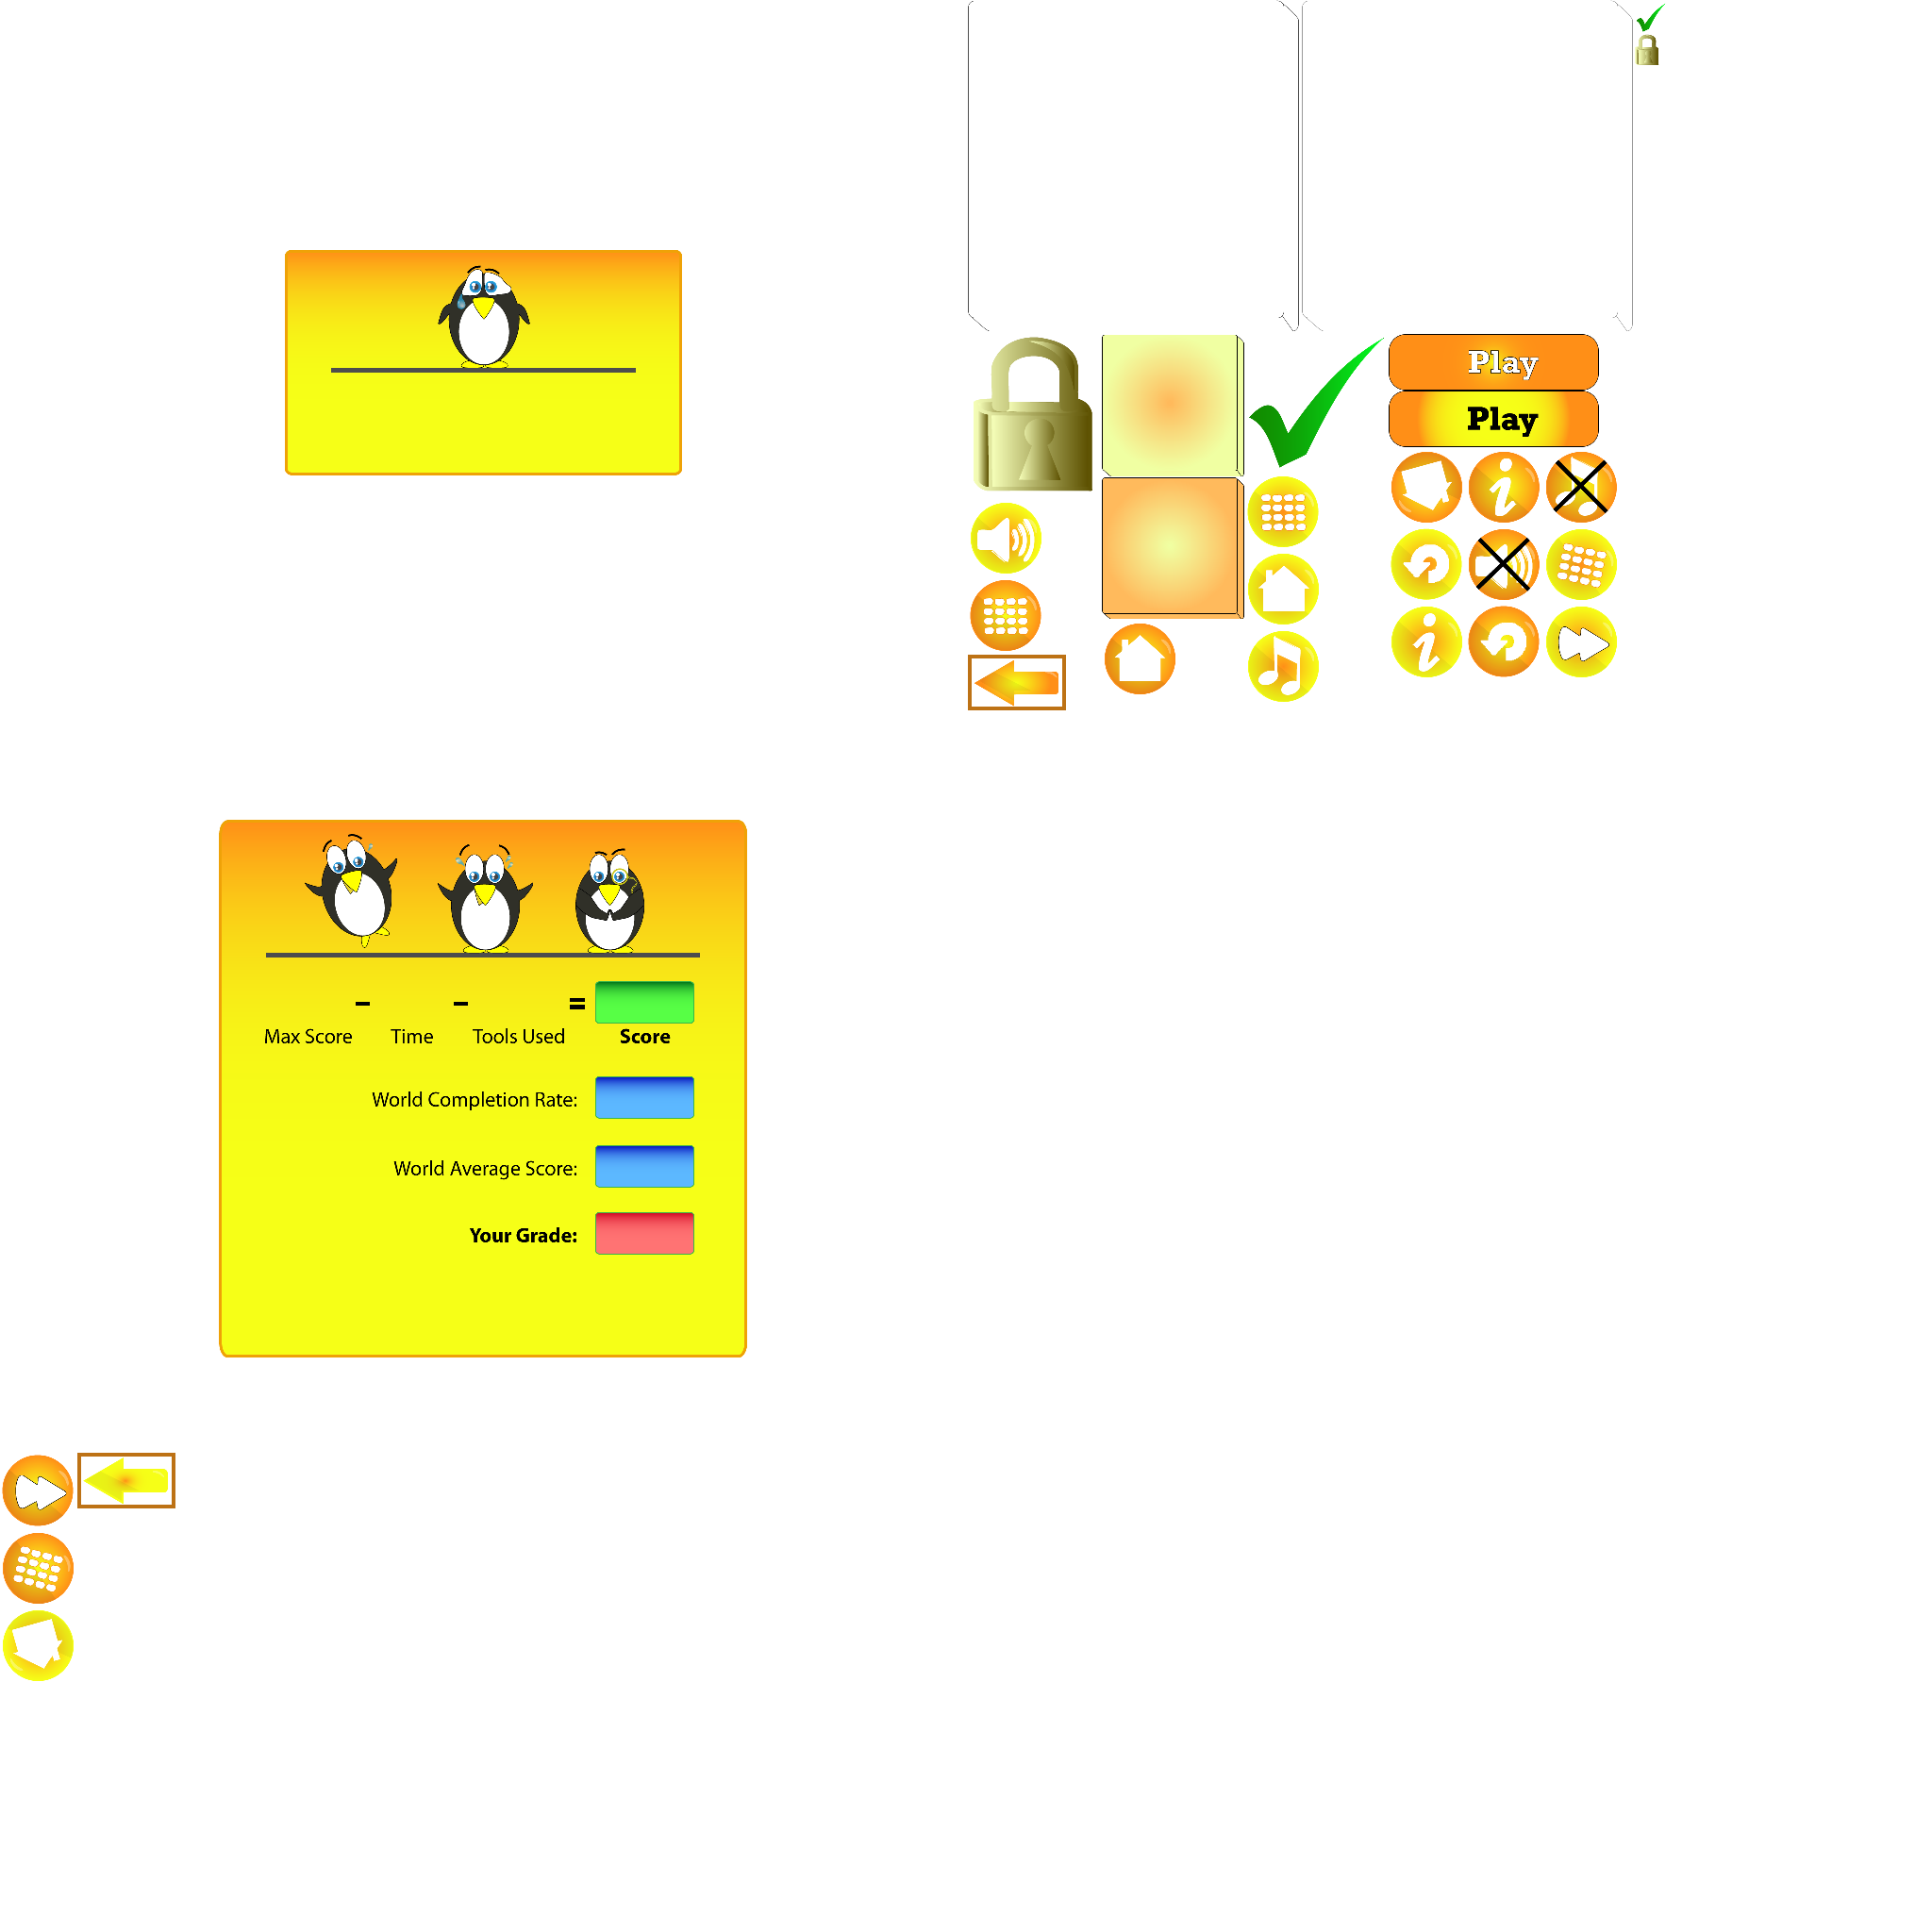 Play
Play
- - =
Max Score Time Tools Used Score
World Completion Rate:
World Average Score:
Your Grade: